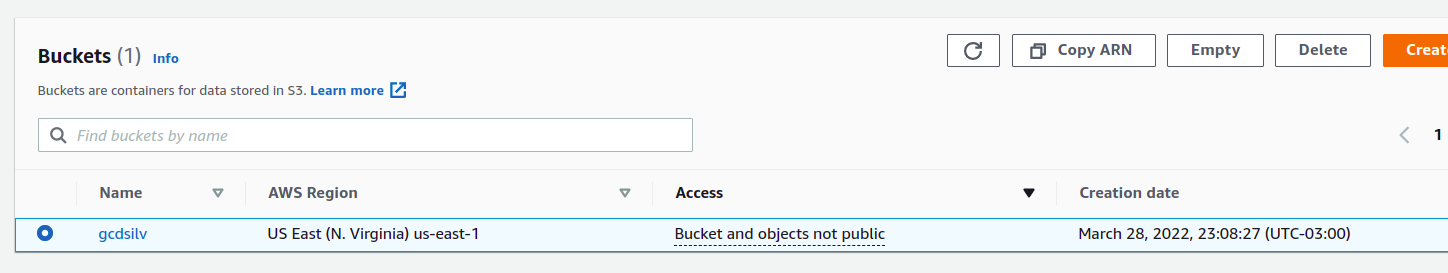 Buckets (1) Info
Copy ARN Empty Delete Creat
Buckets are containers for data stored in S3. Learn more
Find buckets by name
1
Name AWS Region Access Creation date
gcdsilv US East (N. Virginia) us-east-1 Bucket and objects not public March 28, 2022, 23:08:27 (UTC-03:00)